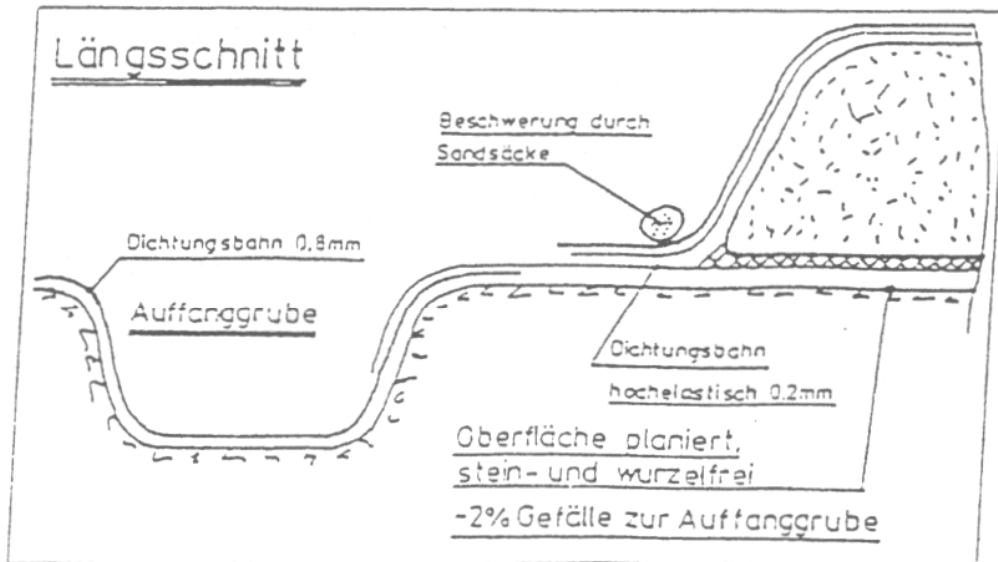 Längsschnitt
Beschwerung durch
Sandsäcke
Dichtungsbahn 0,8mm
Auffanggrube
Dichtungsbahn
hochelastisch 0.2mm
Oberfläche planiert,
stein- und wurzelfrei
-2% Gefälle zur Auffanggrube